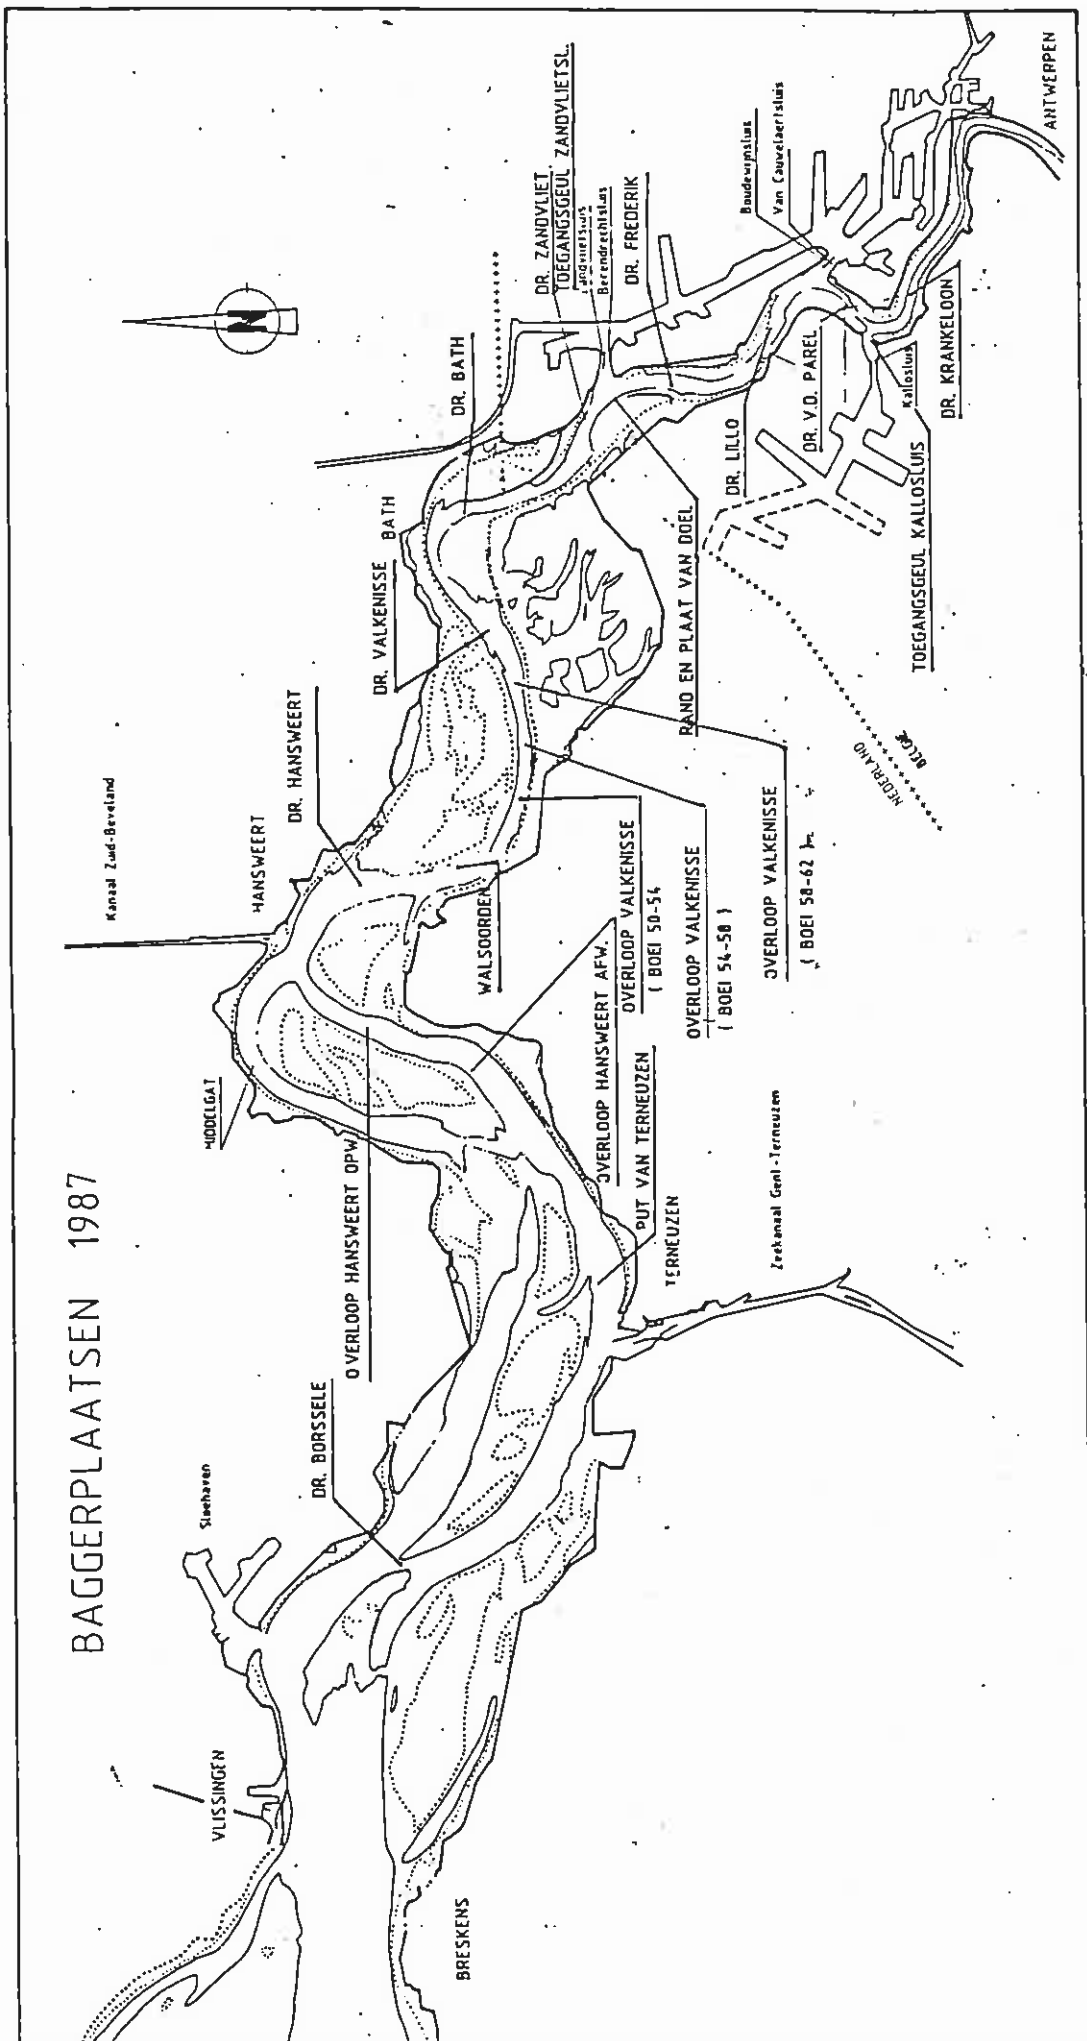 BAGGERPLAATSEN 1987
VLISSINGEN
BRESKENS
Sloehaven
DR. BORSSELE
OVERLOOP HANSWEERT OPW.
MIDDELGAT
Kanaal Zuid-Beveland
HANSWEERT
DR. HANSWEERT
WALSOORDEN
OVERLOOP HANSWEERT AFW.
PUT VAN TERNEUZEN
TERNEUZEN
Zeekanaal Gent-Terneuzen
OVERLOOP VALKENISSE
( BOEI 50-54
OVERLOOP VALKENISSE
( BOEI 54-58 )
OVERLOOP VALKENISSE
( BOEI 58-62 )
DR. VALKENISSE
BATH
DR. BATH
N
DR. ZANDVLIET
TOEGANGSGEUL ZANDVLIETSL.
Zandvlietsluis
Berendrechtsluis
DR. FREDERIK
RAND EN PLAAT VAN DOEL
DR. LILLO
DR. V.D. PAREL
Boudewijnsluis
Van Cauwelaertsluis
Kallosluis
DR. KRANKELOON
TOEGANGSGEUL KALLOSLUIS
NEDERLAND
BELGIE
ANTWERPEN